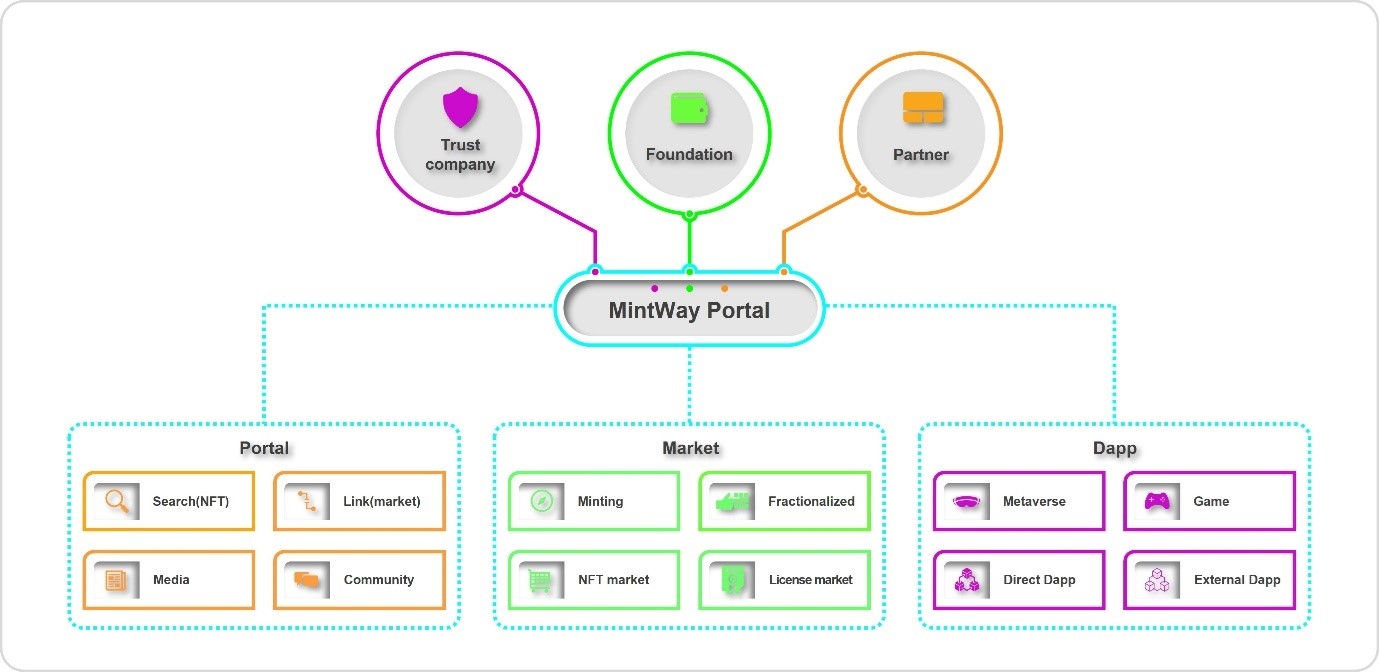 Trust
company
Foundation
Partner
MintWay Portal
Portal
Search(NFT)
Link(market)
Media
Community
Market
Minting
Fractionalized
NFT market
License market
Dapp
Metaverse
Game
Direct Dapp
External Dapp